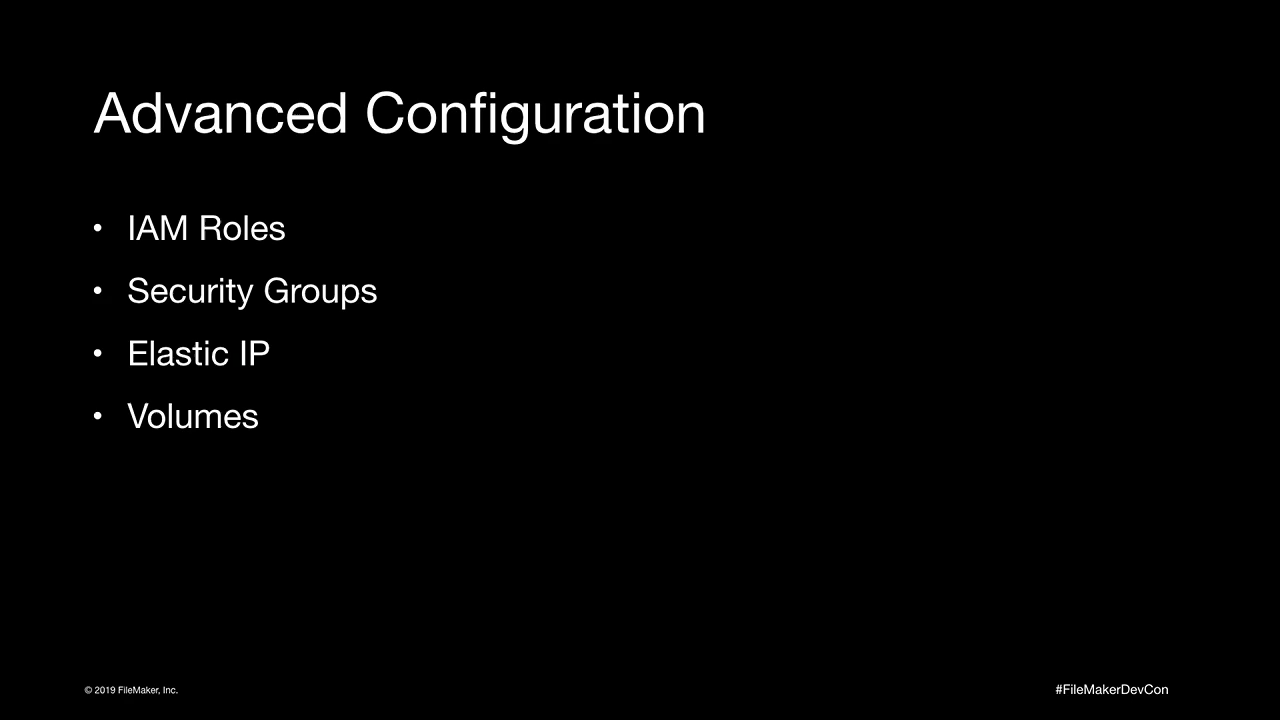 Advanced Configuration
• IAM Roles
• Security Groups
• Elastic IP
• Volumes
© 2019 FileMaker, Inc.
#FileMakerDevCon